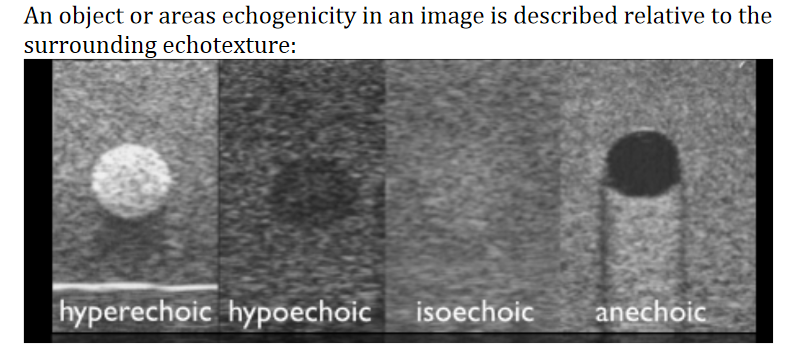 An object or areas echogenicity in an image is described relative to the
surrounding echotexture:
hyperechoic hypoechoic isoechoic anechoic